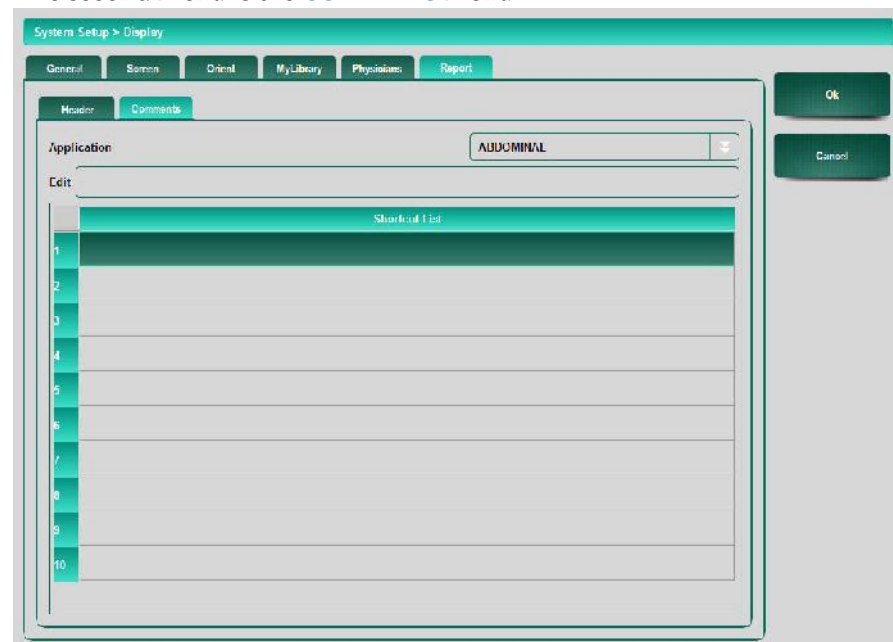 System Setup > Display
General Screen Orient MyLibrary Physicians Report
Ok
Header Comments
Application ABDOMINAL
Cancel
Edit
Shortcut List
1
2
3
4
5
6
7
8
9
10